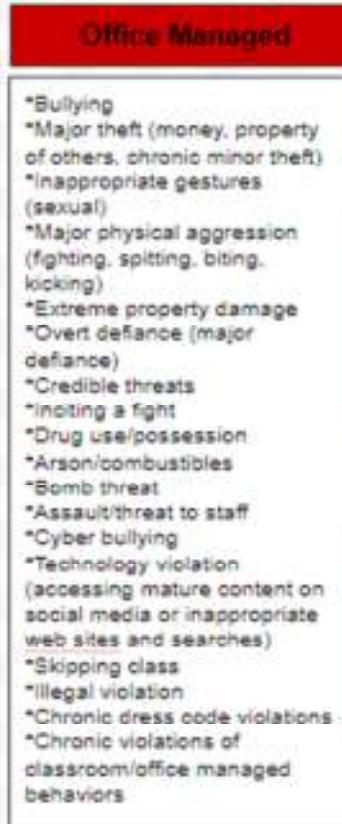 Office Managed
*Bullying
*Major theft (money, property
of others, chronic minor theft)
*Inappropriate gestures
(sexual)
*Major physical aggression
(fighting, spitting, biting,
kicking)
*Extreme property damage
*Overt defiance (major
defiance)
*Credible threats
*Inciting a fight
*Drug use/possession
*Arson/combustibles
*Bomb threat
*Assault/threat to staff
*Cyber bullying
*Technology violation
(accessing mature content on
social media or inappropriate
web sites and searches)
*Skipping class
*Illegal violation
*Chronic dress code violations
*Chronic violations of
classroom/office managed
behaviors